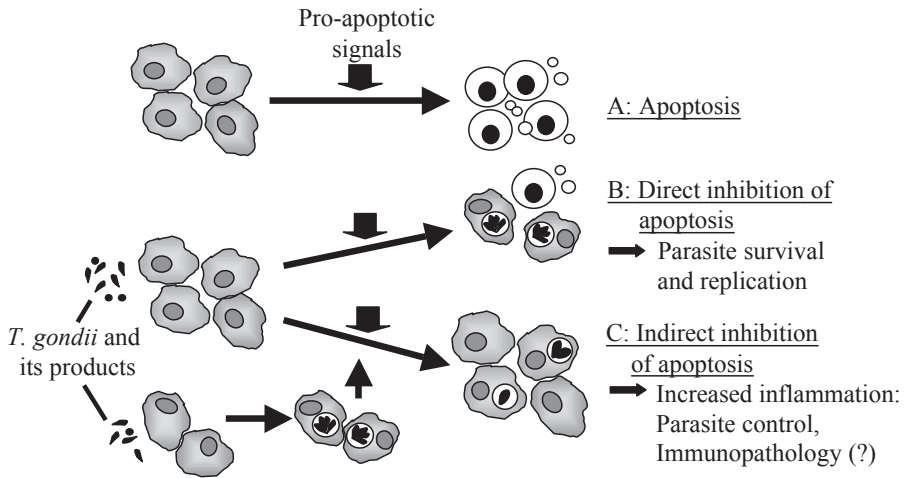 Pro-apoptotic
signals
A: Apoptosis
B: Direct inhibition of
apoptosis
Parasite survival
and replication
T. gondii and
its products
C: Indirect inhibition
of apoptosis
Increased inflammation:
Parasite control,
Immunopathology (?)